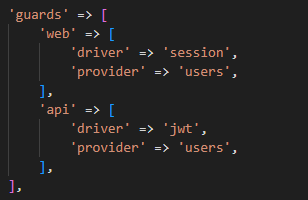 'guards' => [
    'web' => [
        'driver' => 'session',
        'provider' => 'users',
    ],
    'api' => [
        'driver' => 'jwt',
        'provider' => 'users',
    ],
],